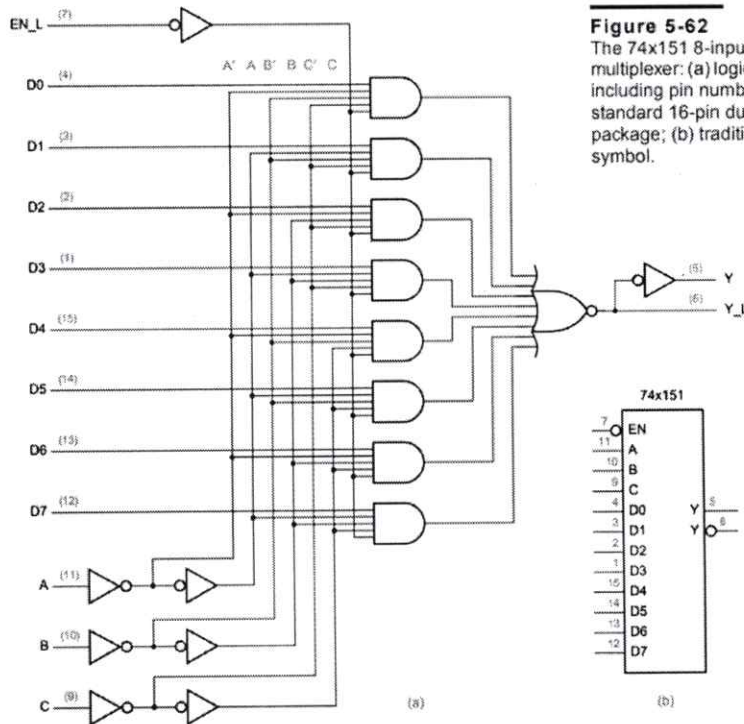 Figure 5-62
The 74x151 8-input
multiplexer: (a) logic
including pin numb
standard 16-pin du
package; (b) traditi
symbol.
EN_L (7)
A' A B' B C' C
D0 (4)
D1 (3)
D2 (2)
D3 (1)
D4 (15)
D5 (14)
D6 (13)
D7 (12)
A (11)
B (10)
C (9)
(5) Y
(6) Y_L
(a)
74x151
7 EN
11 A
10 B
9 C
4 D0
3 D1
2 D2
1 D3
15 D4
14 D5
13 D6
12 D7
Y 5
Y 6
(b)